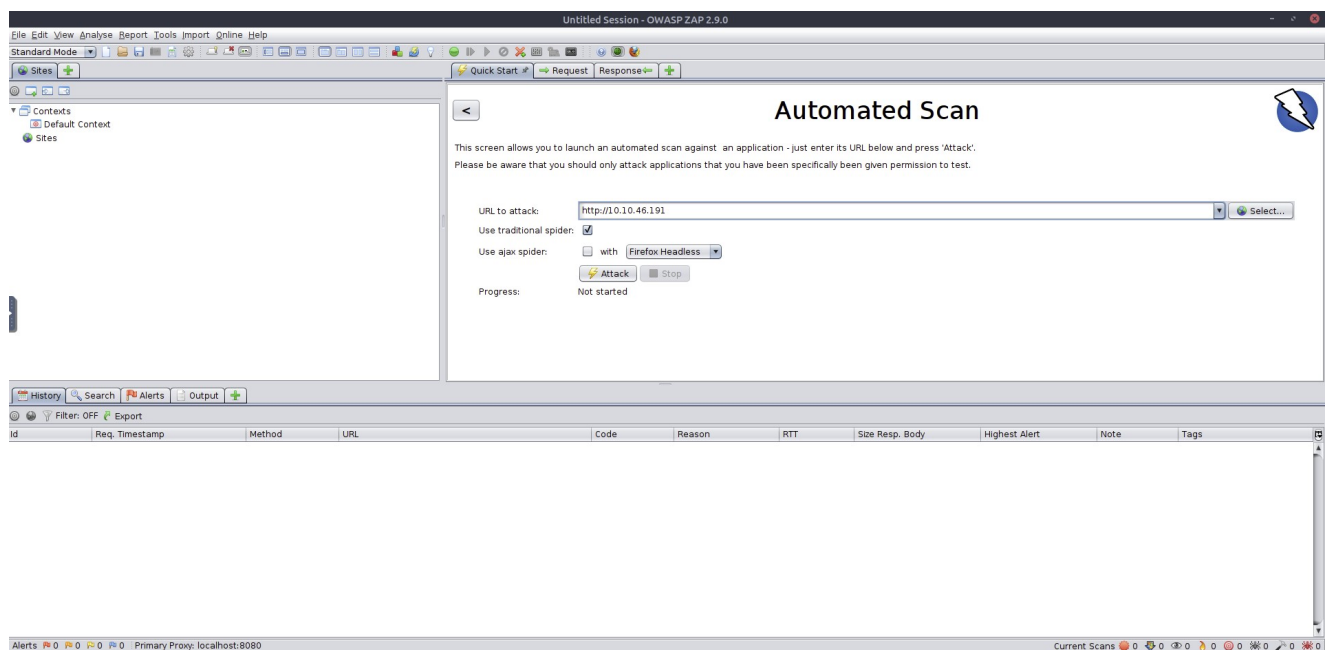 Untitled Session - OWASP ZAP 2.9.0
File Edit View Analyse Report Tools Import Online Help
Standard Mode
Sites
Quick Start Request Response
Contexts
Default Context
Sites
<
Automated Scan
This screen allows you to launch an automated scan against an application - just enter its URL below and press 'Attack'.
Please be aware that you should only attack applications that you have been specifically been given permission to test.
URL to attack: http://10.10.46.191 Select...
Use traditional spider:
Use ajax spider: with Firefox Headless
Attack Stop
Progress: Not started
History Search Alerts Output
Filter: OFF Export
Id Req. Timestamp Method URL Code Reason RTT Size Resp. Body Highest Alert Note Tags
Alerts 0 0 0 0 Primary Proxy: localhost:8080 Current Scans 0 0 0 0 0 0 0 0